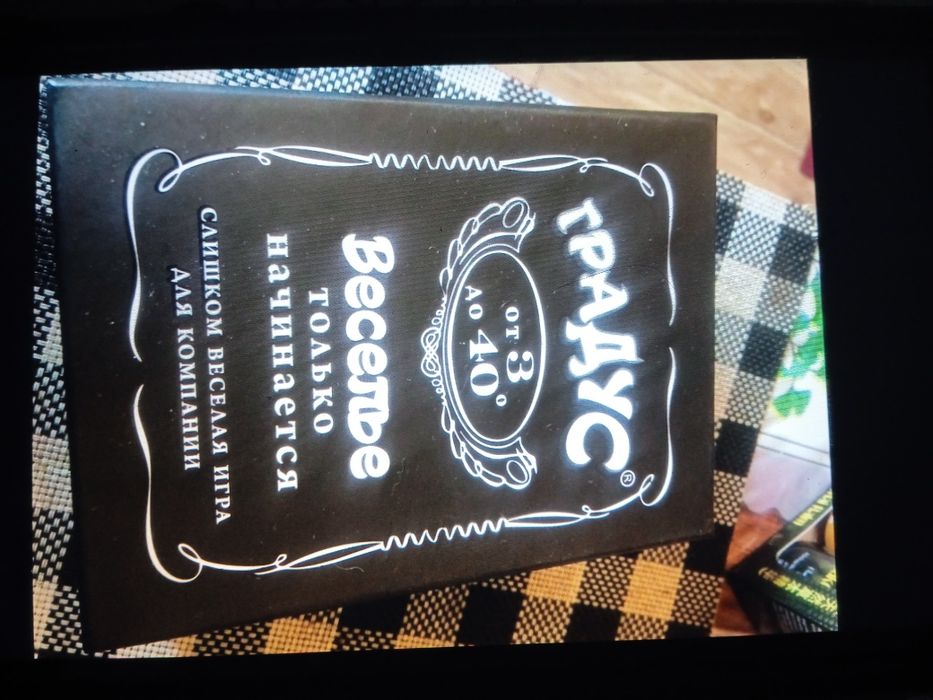 ГРАДУС®
от 3
до 40°
Веселье
только
начинается
СЛИШКОМ ВЕСЕЛАЯ ИГРА
ДЛЯ КОМПАНИИ